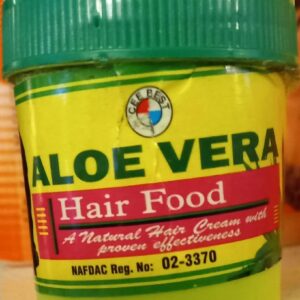 CEE BEST
ALOE VERA
Hair Food
A Natural Hair Cream with
proven effectiveness
NAFDAC Reg. No: 02-3370